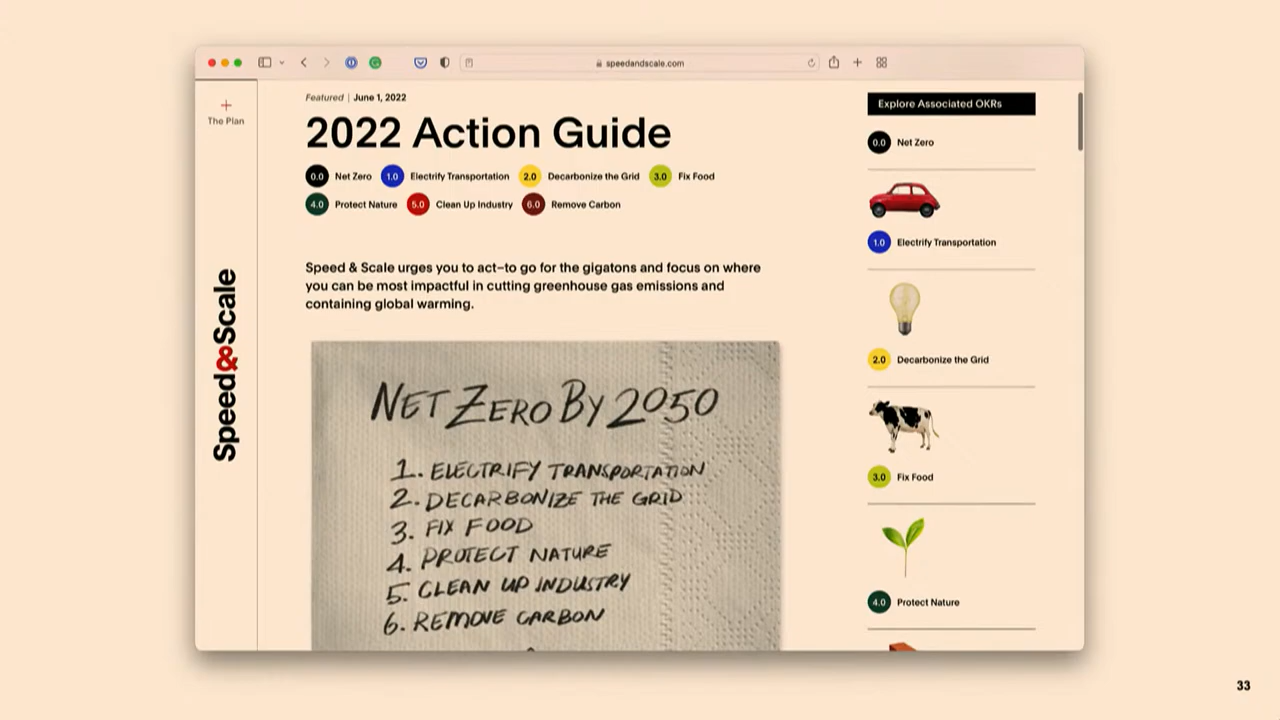 speedandscale.com
The Plan
Speed&Scale
Featured | June 1, 2022
2022 Action Guide
0.0 Net Zero 1.0 Electrify Transportation 2.0 Decarbonize the Grid 3.0 Fix Food
4.0 Protect Nature 5.0 Clean Up Industry 6.0 Remove Carbon
Speed & Scale urges you to act–to go for the gigatons and focus on where
you can be most impactful in cutting greenhouse gas emissions and
containing global warming.
NET ZERO BY 2050
1. ELECTRIFY TRANSPORTATION
2. DECARBONIZE THE GRID
3. FIX FOOD
4. PROTECT NATURE
5. CLEAN UP INDUSTRY
6. REMOVE CARBON
Explore Associated OKRs
0.0 Net Zero
1.0 Electrify Transportation
2.0 Decarbonize the Grid
3.0 Fix Food
4.0 Protect Nature
33